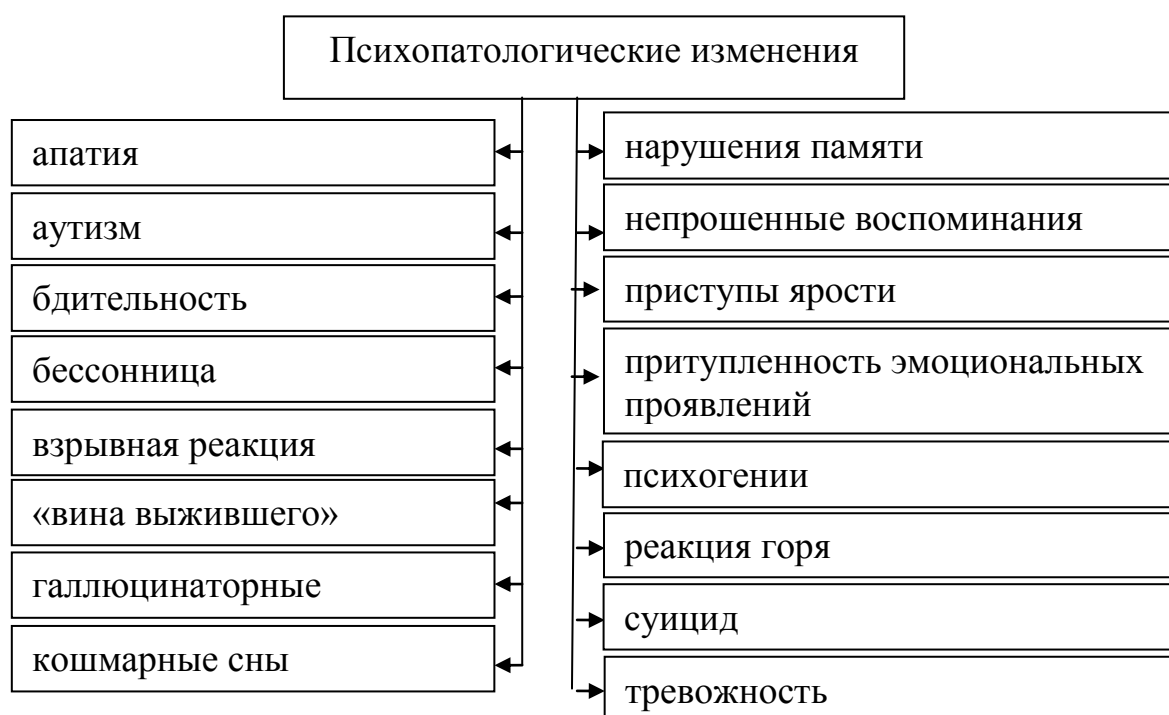 Психопатологические изменения
апатия
аутизм
бдительность
бессонница
взрывная реакция
«вина выжившего»
галлюцинаторные
кошмарные сны
нарушения памяти
непрошенные воспоминания
приступы ярости
притупленность эмоциональных
проявлений
психогении
реакция горя
суицид
тревожность